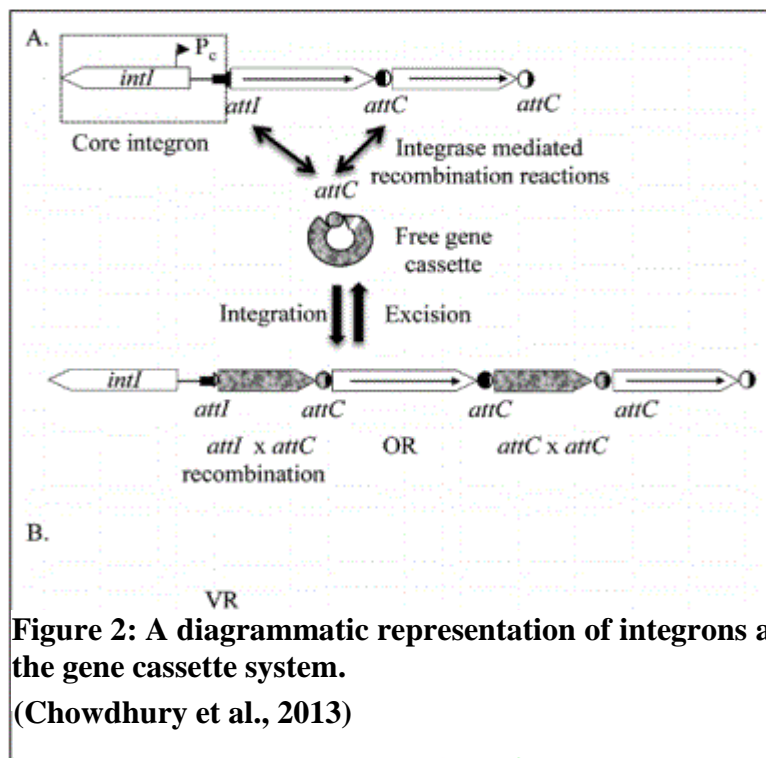 A.
P_c
intI
attI
attC
attC
Core integron
Integrase mediated
recombination reactions
attC
Free gene
cassette
Integration
Excision
intI
attI
attC
attC
attC
attI x attC
OR
attC x attC
recombination
B.
VR
Figure 2: A diagrammatic representation of integrons a
the gene cassette system.
(Chowdhury et al., 2013)